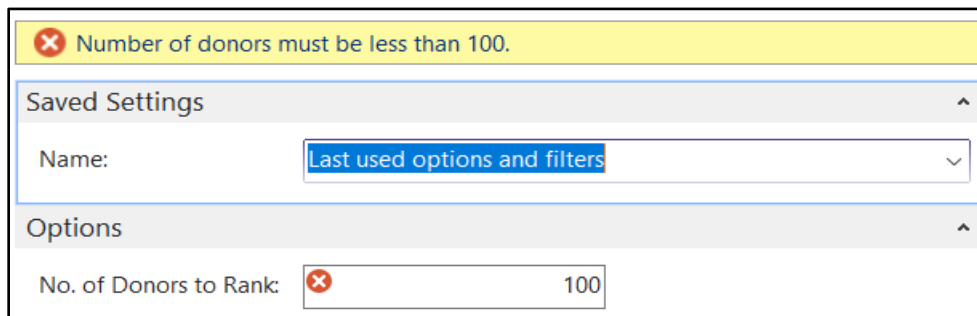 Number of donors must be less than 100.
Saved Settings
Name: Last used options and filters
Options
No. of Donors to Rank: 100